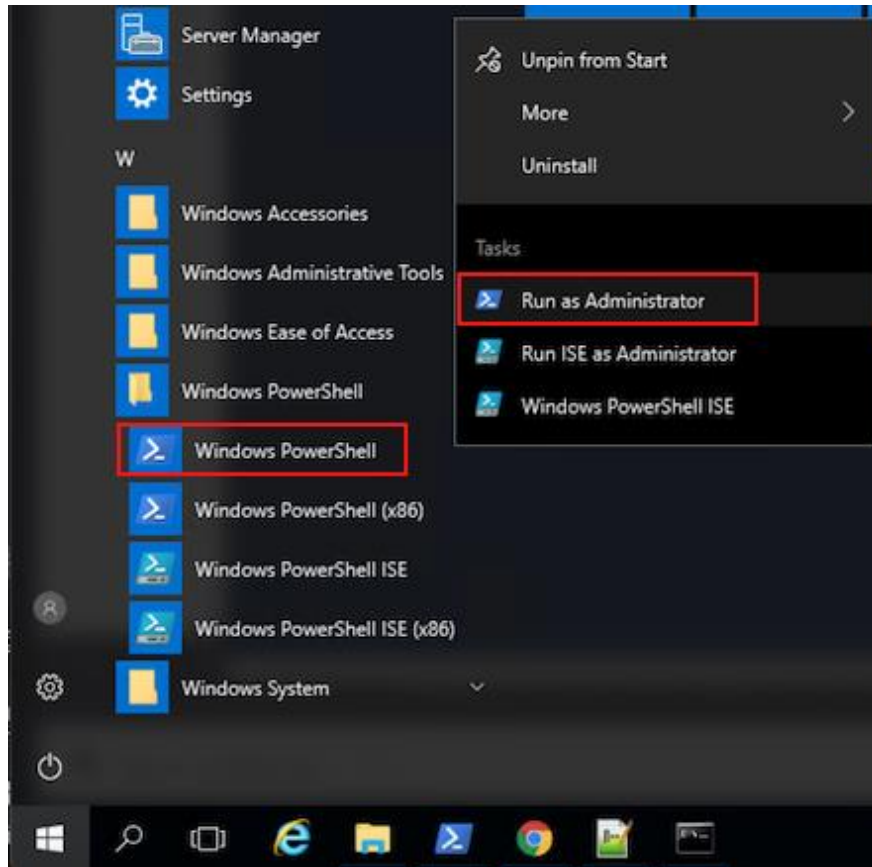 Server Manager
Settings
W
Windows Accessories
Windows Administrative Tools
Windows Ease of Access
Windows PowerShell
Windows PowerShell
Windows PowerShell (x86)
Windows PowerShell ISE
Windows PowerShell ISE (x86)
Windows System
Unpin from Start
More
Uninstall
Tasks
Run as Administrator
Run ISE as Administrator
Windows PowerShell ISE